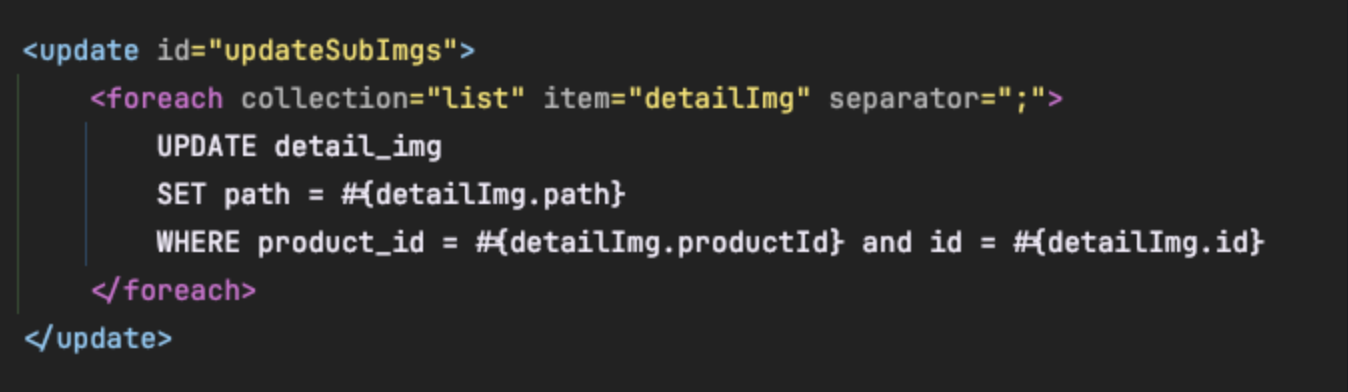 <update id="updateSubImgs">
<foreach collection="list" item="detailImg" separator=";">
UPDATE detail_img
SET path = #{detailImg.path}
WHERE product_id = #{detailImg.productId} and id = #{detailImg.id}
</foreach>
</update>